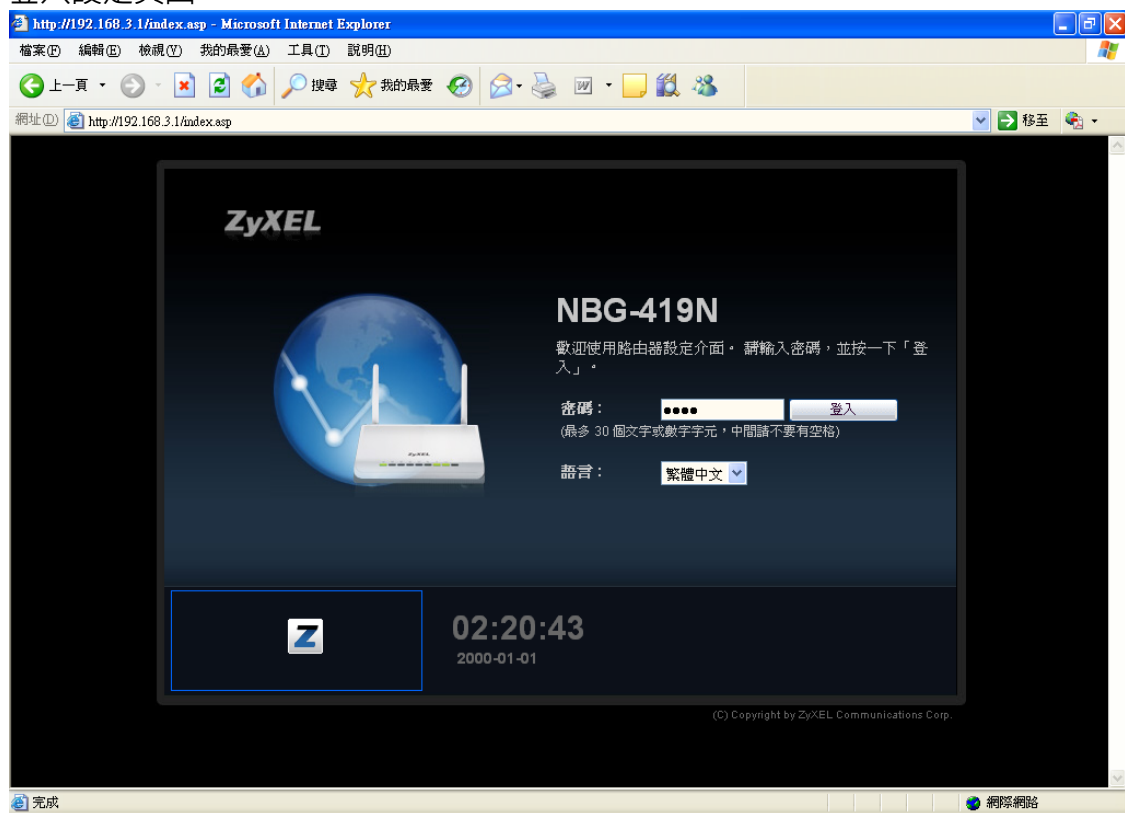 登入設定頁面
http://192.168.3.1/index.asp - Microsoft Internet Explorer
檔案(F) 編輯(E) 檢視(V) 我的最愛(A) 工具(T) 說明(H)
上一頁 搜尋 我的最愛
網址(D) http://192.168.3.1/index.asp 移至
ZyXEL
NBG-419N
歡迎使用路由器設定介面。 請輸入密碼，並按一下「登
入」。
密碼： ●●●● 登入
(最多 30 個文字或數字字元，中間請不要有空格)
語言： 繁體中文
ZyXEL
Z
02:20:43
2000-01-01
(C) Copyright by ZyXEL Communications Corp.
完成 網際網路